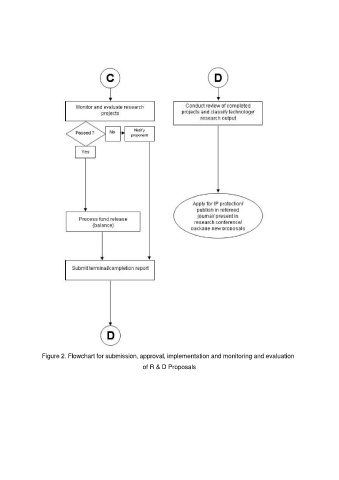 C
Monitor and evaluate research
projects
Passed ?
No
Notify
proponent
Yes
Process fund release
(balance)
Submit terminal/completion report
D
D
Conduct review of completed
projects and classify technology/
research output
Apply for IP protection/
publish in refereed
journal/ present in
research conference/
package new proposals
Figure 2. Flowchart for submission, approval, implementation and monitoring and evaluation
of R & D Proposals